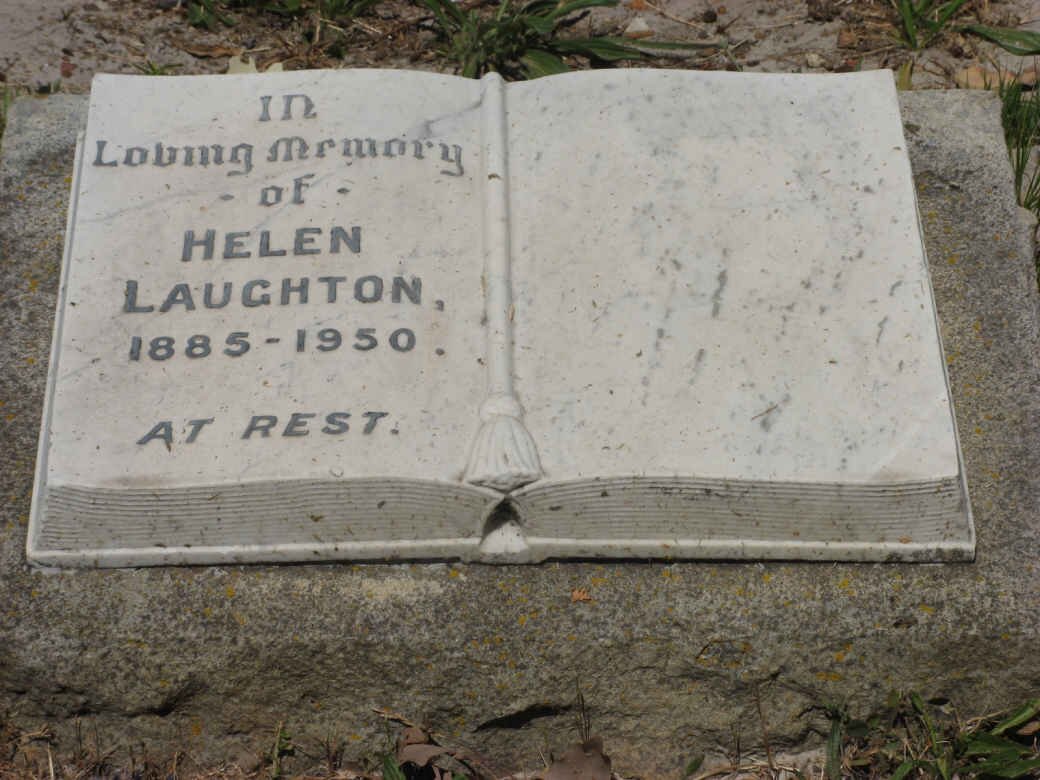 In
Loving Memory
- of -
HELEN
LAUGHTON,
1885-1950.
AT REST.